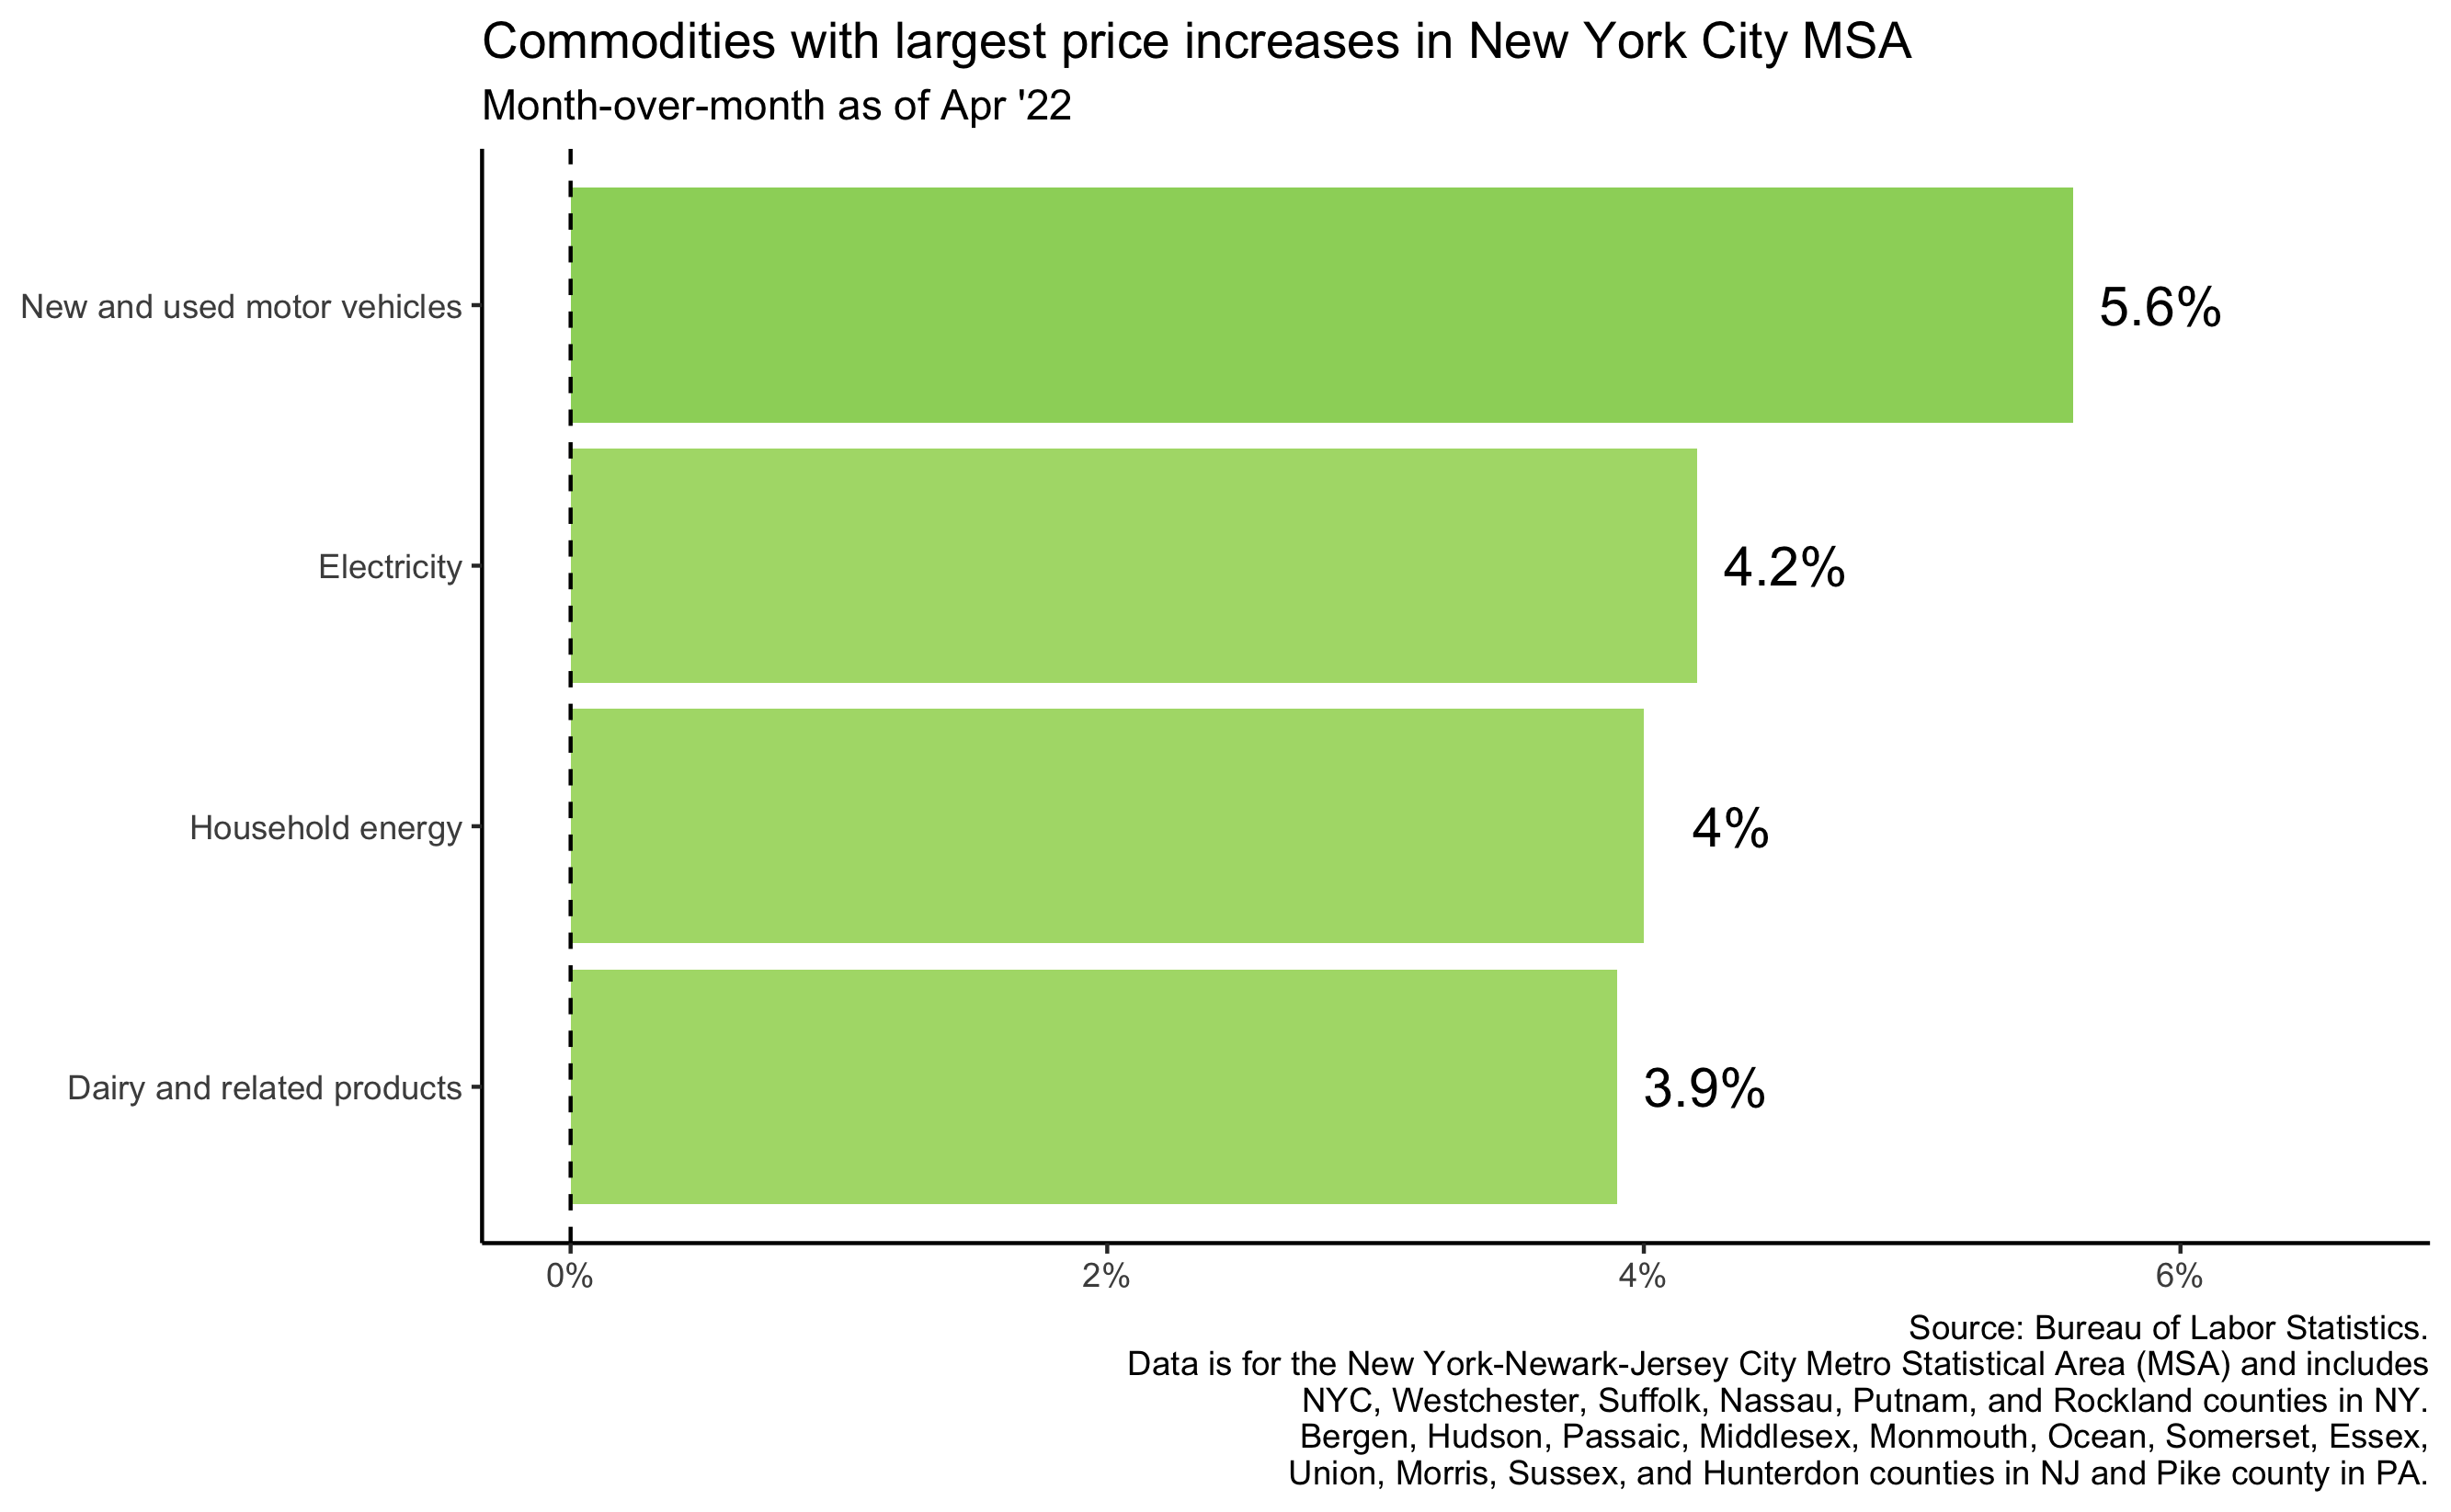 Commodities with largest price increases in New York City MSA
Month-over-month as of Apr '22
New and used motor vehicles
5.6%
Electricity
4.2%
Household energy
4%
Dairy and related products
3.9%
0%
2%
4%
6%
Source: Bureau of Labor Statistics.
Data is for the New York-Newark-Jersey City Metro Statistical Area (MSA) and includes
NYC, Westchester, Suffolk, Nassau, Putnam, and Rockland counties in NY.
Bergen, Hudson, Passaic, Middlesex, Monmouth, Ocean, Somerset, Essex,
Union, Morris, Sussex, and Hunterdon counties in NJ and Pike county in PA.